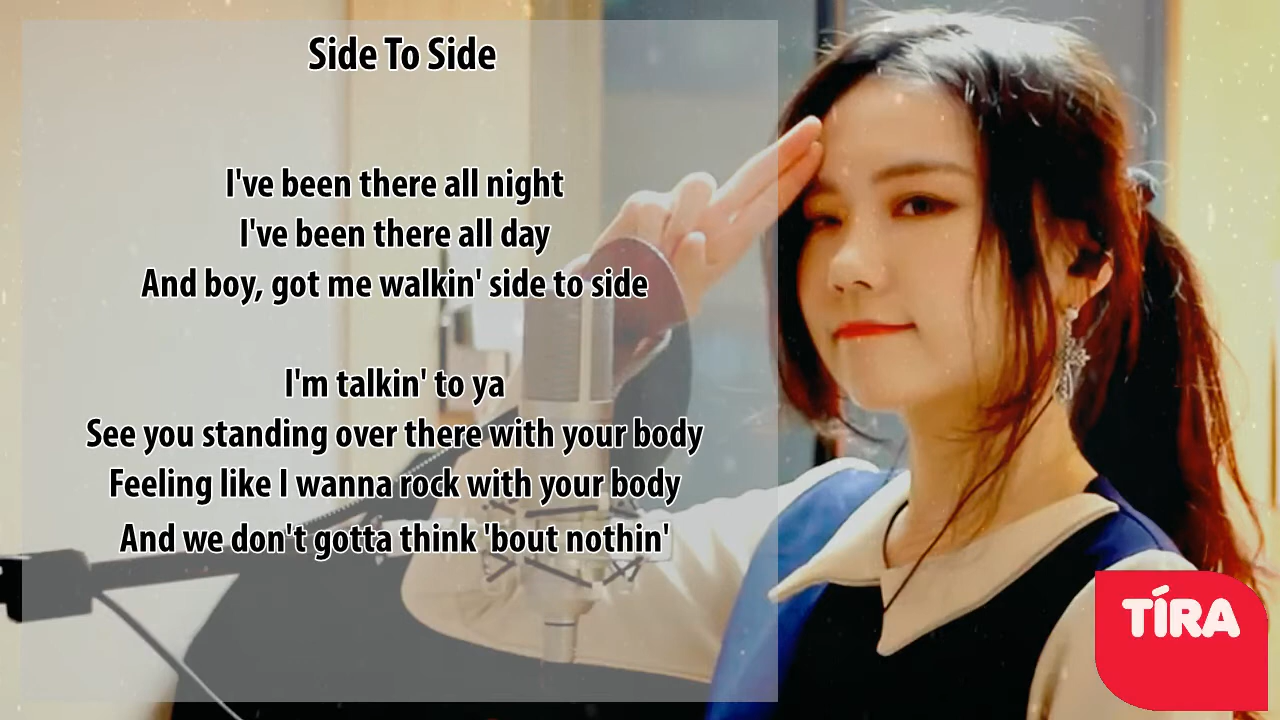 Side To Side
I've been there all night
I've been there all day
And boy, got me walkin' side to side
I'm talkin' to ya
See you standing over there with your body
Feeling like I wanna rock with your body
And we don't gotta think 'bout nothin'
TÍRA